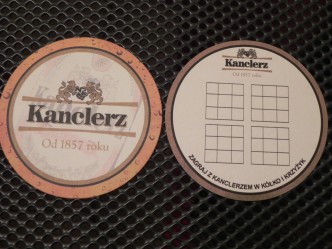 Kanclerz
Od 1857 roku
Kanclerz
Od 1857 roku
ZAGRAJ Z KANCLERZEM W KÓŁKO I KRZYŻYK